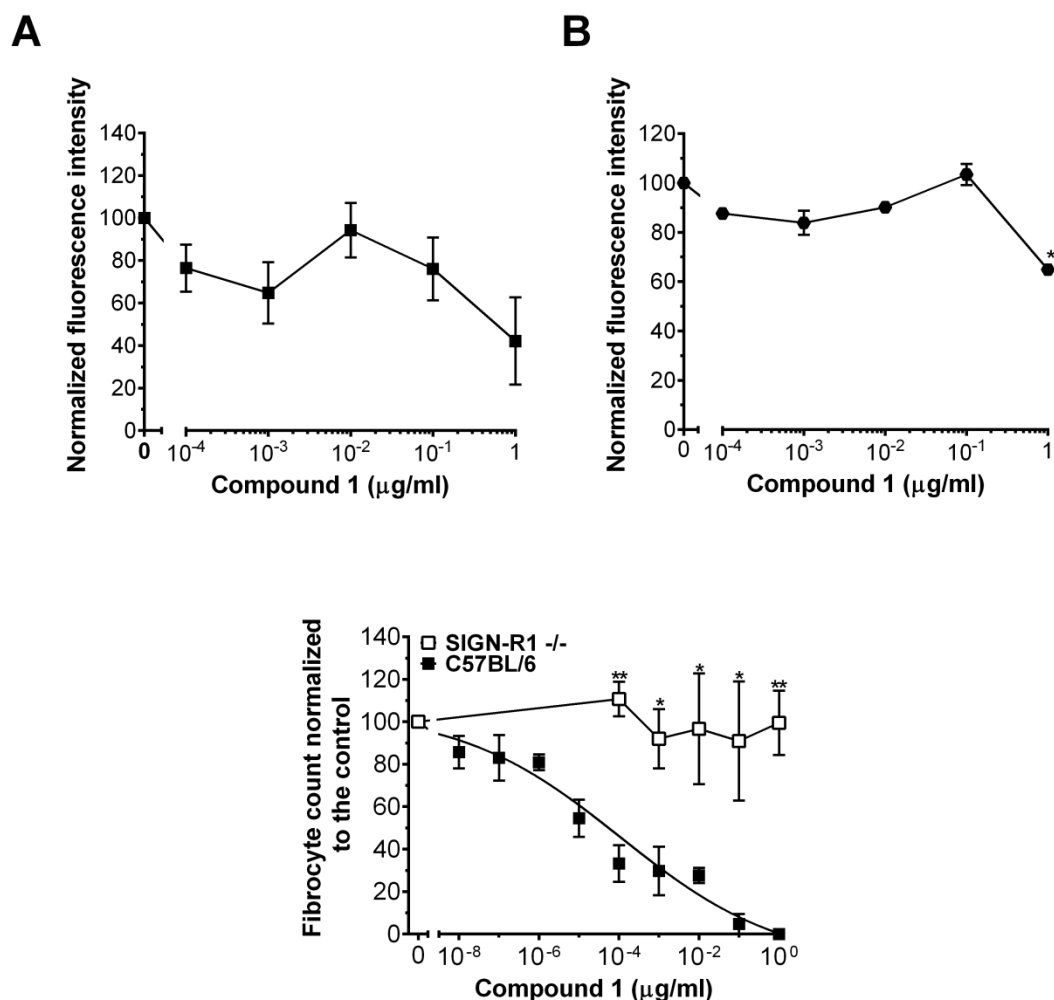 A
Normalized fluorescence intensity
140
120
100
80
60
40
20
0
0 10⁻⁴ 10⁻³ 10⁻² 10⁻¹ 1
Compound 1 (μg/ml)
B
Normalized fluorescence intensity
120
100
80
60
40
20
0
*
0 10⁻⁴ 10⁻³ 10⁻² 10⁻¹ 1
Compound 1 (μg/ml)
Fibrocyte count normalized
to the control
140
120
100
80
60
40
20
0
SIGN-R1 -/-
C57BL/6
** * * * **
0 10⁻⁸ 10⁻⁶ 10⁻⁴ 10⁻² 10⁰
Compound 1 (μg/ml)